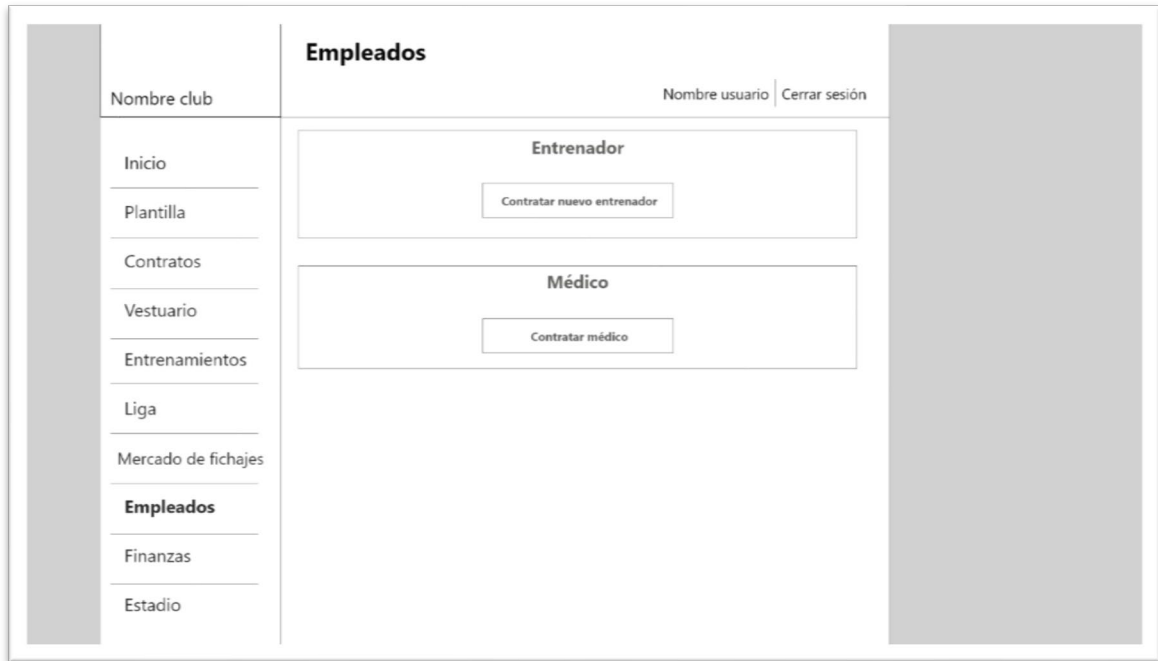 Empleados
Nombre club
Nombre usuario
Cerrar sesión
Inicio
Plantilla
Contratos
Vestuario
Entrenamientos
Liga
Mercado de fichajes
Empleados
Finanzas
Estadio
Entrenador
Contratar nuevo entrenador
Médico
Contratar médico